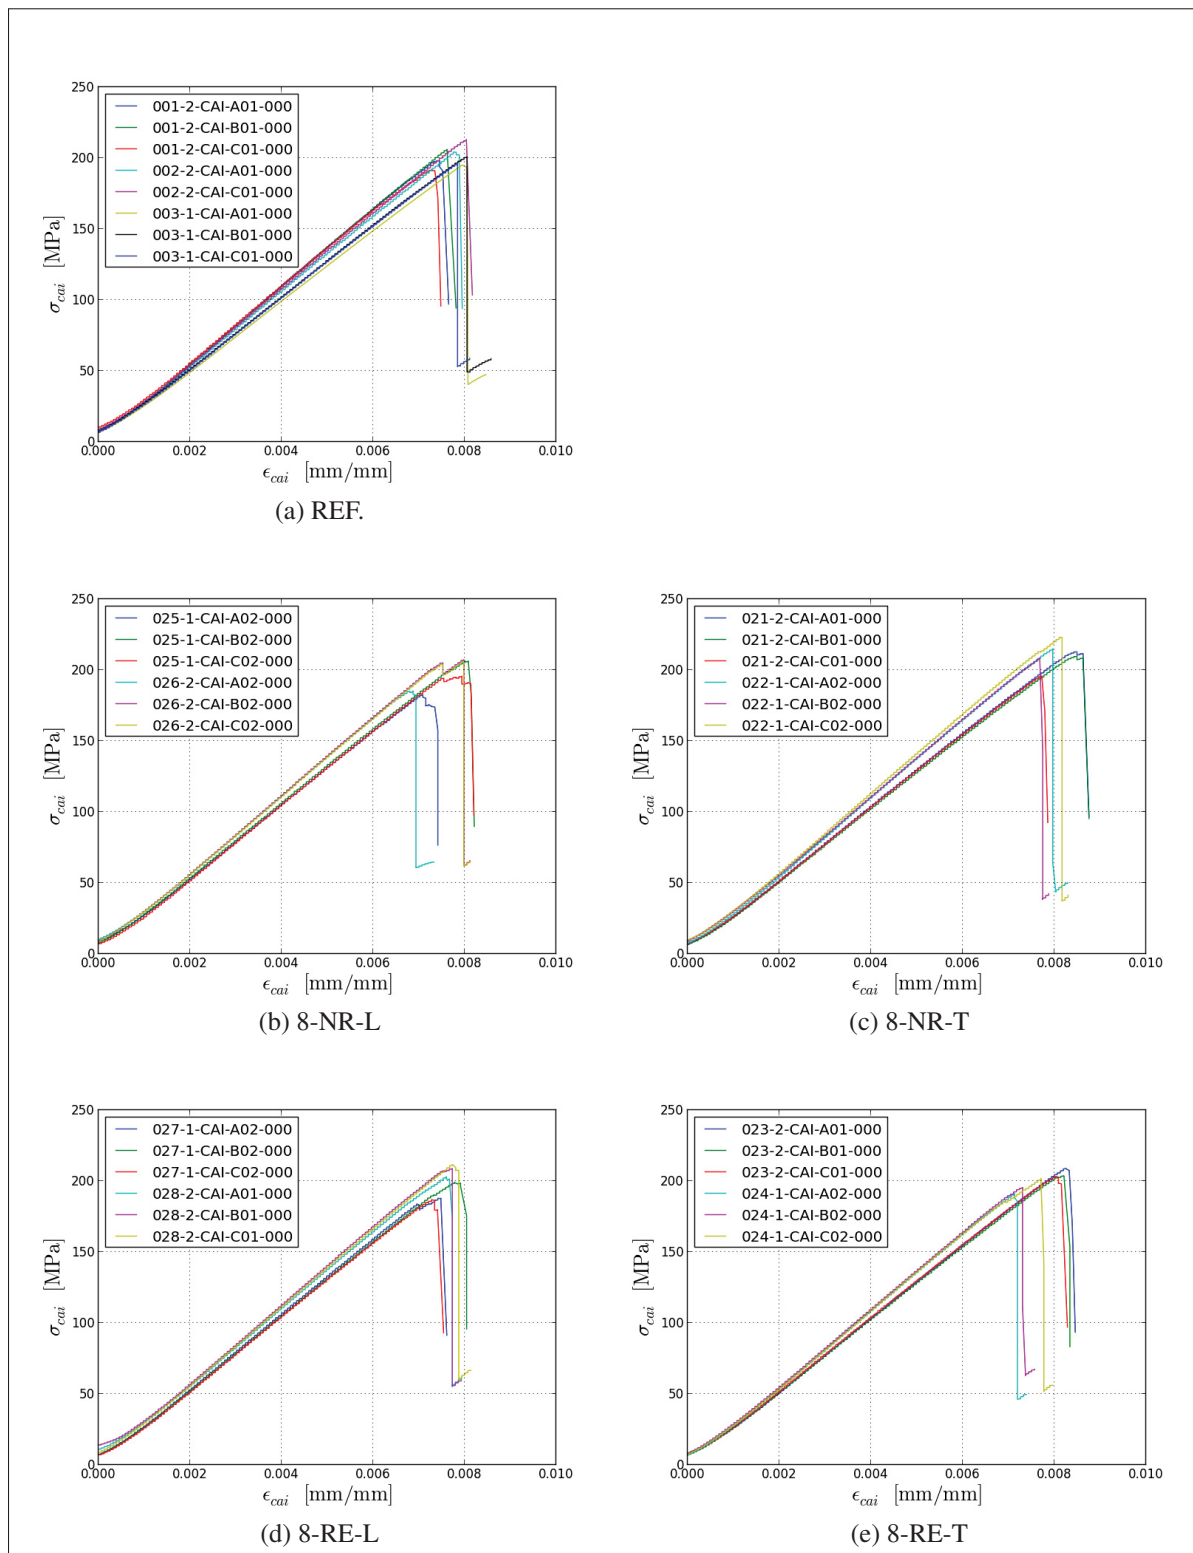 250
200
150
100
50
0
σcai [MPa]
001-2-CAI-A01-000
001-2-CAI-B01-000
001-2-CAI-C01-000
002-2-CAI-A01-000
002-2-CAI-C01-000
003-1-CAI-A01-000
003-1-CAI-B01-000
003-1-CAI-C01-000
0.000 0.002 0.004 0.006 0.008 0.010
ϵcai [mm/mm]
(a) REF.
250
200
150
100
50
0
σcai [MPa]
025-1-CAI-A02-000
025-1-CAI-B02-000
025-1-CAI-C02-000
026-2-CAI-A02-000
026-2-CAI-B02-000
026-2-CAI-C02-000
0.000 0.002 0.004 0.006 0.008 0.010
ϵcai [mm/mm]
(b) 8-NR-L
250
200
150
100
50
0
σcai [MPa]
021-2-CAI-A01-000
021-2-CAI-B01-000
021-2-CAI-C01-000
022-1-CAI-A02-000
022-1-CAI-B02-000
022-1-CAI-C02-000
0.000 0.002 0.004 0.006 0.008 0.010
ϵcai [mm/mm]
(c) 8-NR-T
250
200
150
100
50
0
σcai [MPa]
027-1-CAI-A02-000
027-1-CAI-B02-000
027-1-CAI-C02-000
028-2-CAI-A01-000
028-2-CAI-B01-000
028-2-CAI-C01-000
0.000 0.002 0.004 0.006 0.008 0.010
ϵcai [mm/mm]
(d) 8-RE-L
250
200
150
100
50
0
σcai [MPa]
023-2-CAI-A01-000
023-2-CAI-B01-000
023-2-CAI-C01-000
024-1-CAI-A02-000
024-1-CAI-B02-000
024-1-CAI-C02-000
0.000 0.002 0.004 0.006 0.008 0.010
ϵcai [mm/mm]
(e) 8-RE-T